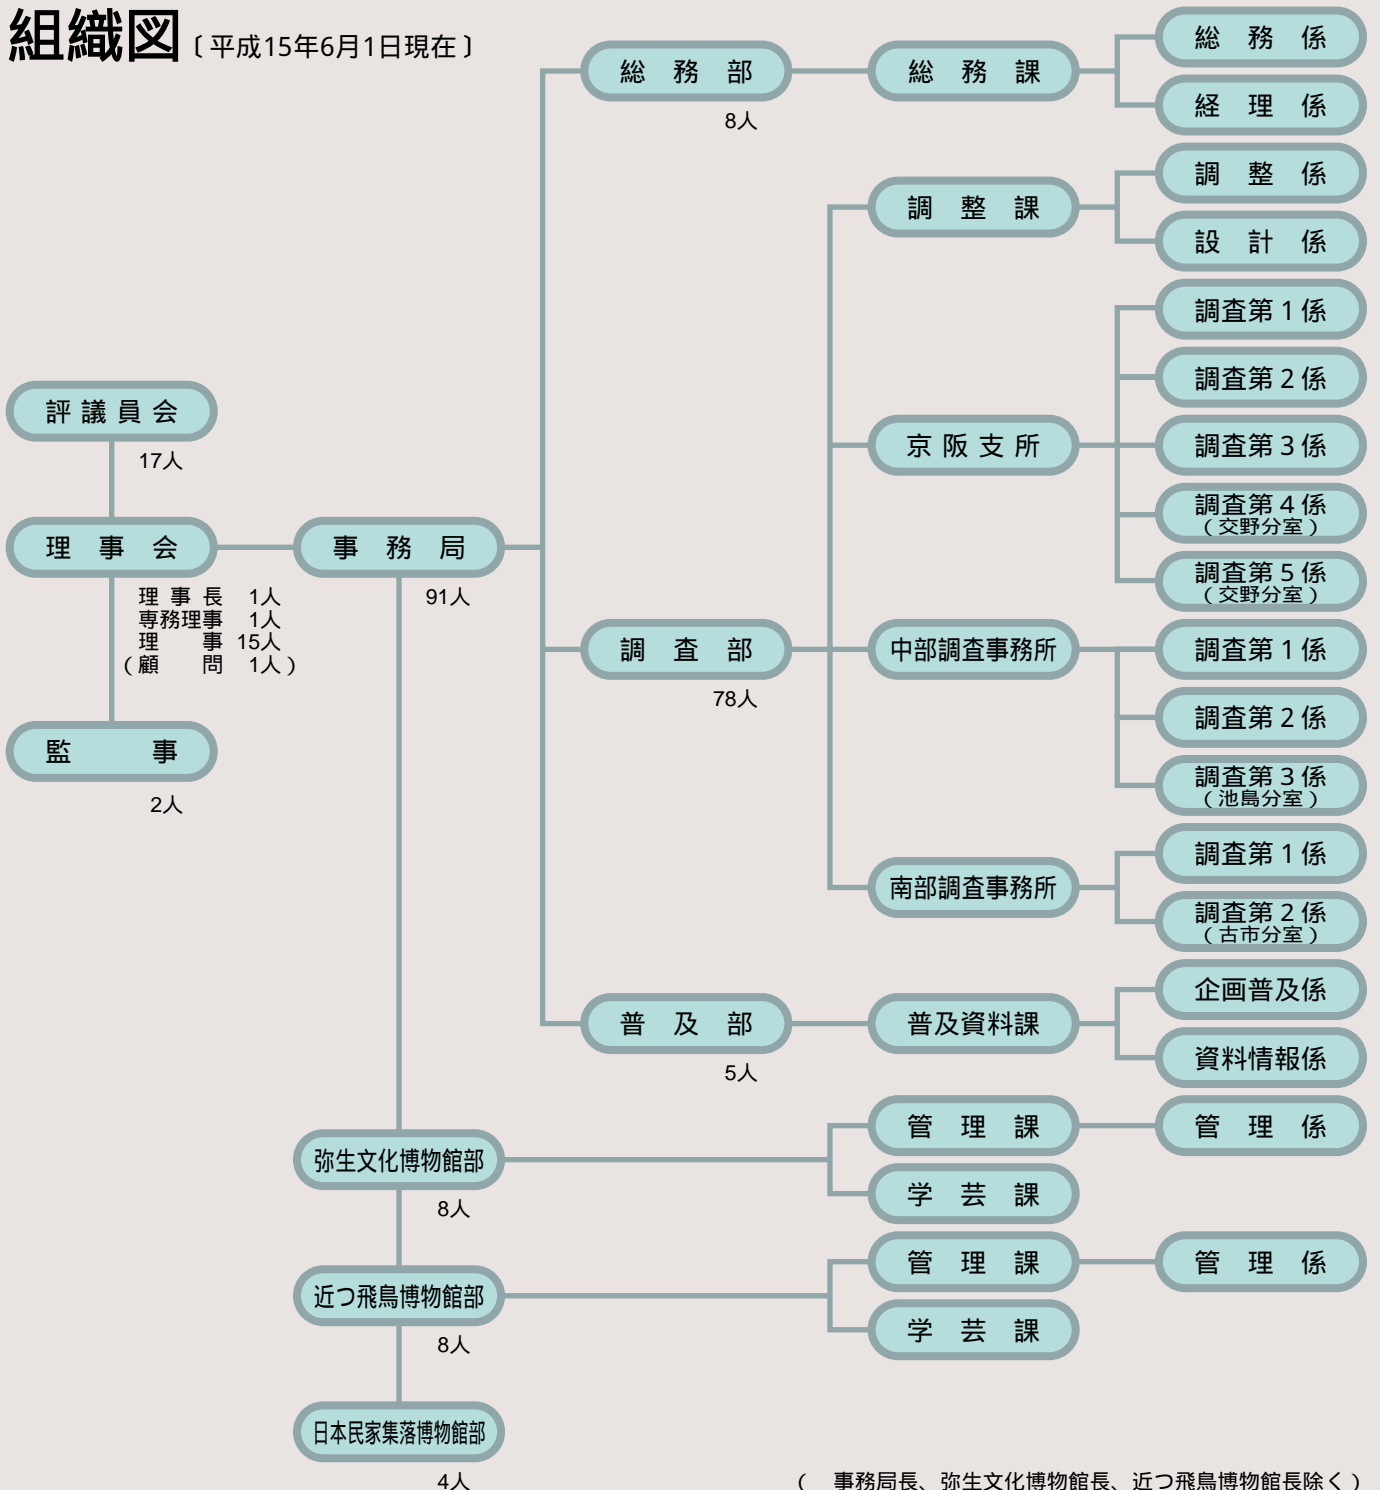 組織図〔平成15年6月1日現在〕
総務部
8人
総務課
総務係
経理係
調整課
調整係
設計係
京阪支所
調査第1係
調査第2係
調査第3係
調査第4係
(交野分室)
調査第5係
(交野分室)
評議員会
17人
理事会
理事長 1人
専務理事 1人
理事 15人
(顧問 1人)
監事
2人
事務局
91人
調査部
78人
中部調査事務所
調査第1係
調査第2係
調査第3係
(池島分室)
南部調査事務所
調査第1係
調査第2係
(古市分室)
普及部
5人
普及資料課
企画普及係
資料情報係
弥生文化博物館部
8人
管理課
管理係
学芸課
近つ飛鳥博物館部
8人
管理課
管理係
学芸課
日本民家集落博物館部
4人
( 事務局長、弥生文化博物館長、近つ飛鳥博物館長除く)